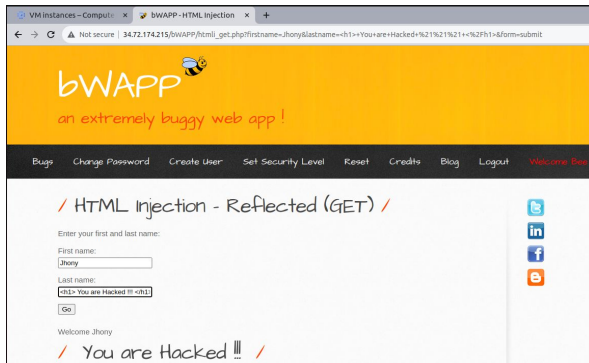 VM instances – Compute
bWAPP - HTML Injection
Not secure | 34.72.174.215/bWAPP/htmli_get.php?firstname=Jhony&lastname=<h1>+You+are+Hacked+%21%21%21+<%2Fh1>&form=submit
bWAPP
an extremely buggy web app !
Bugs Change Password Create User Set Security Level Reset Credits Blog Logout Welcome Bee
/ HTML Injection - Reflected (GET) /
Enter your first and last name:
First name:
Jhony
Last name:
<h1> You are Hacked !!! </h1>
Go
Welcome Jhony
/ You are Hacked !!! /